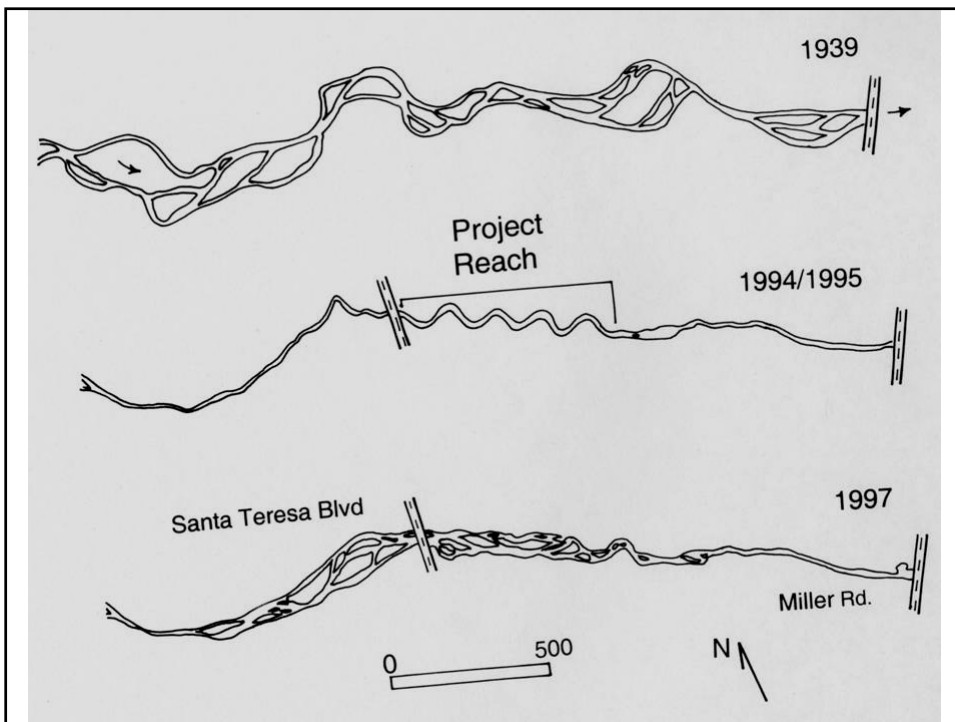 1939
Project
Reach
1994/1995
1997
Santa Teresa Blvd
Miller Rd.
0 500
N